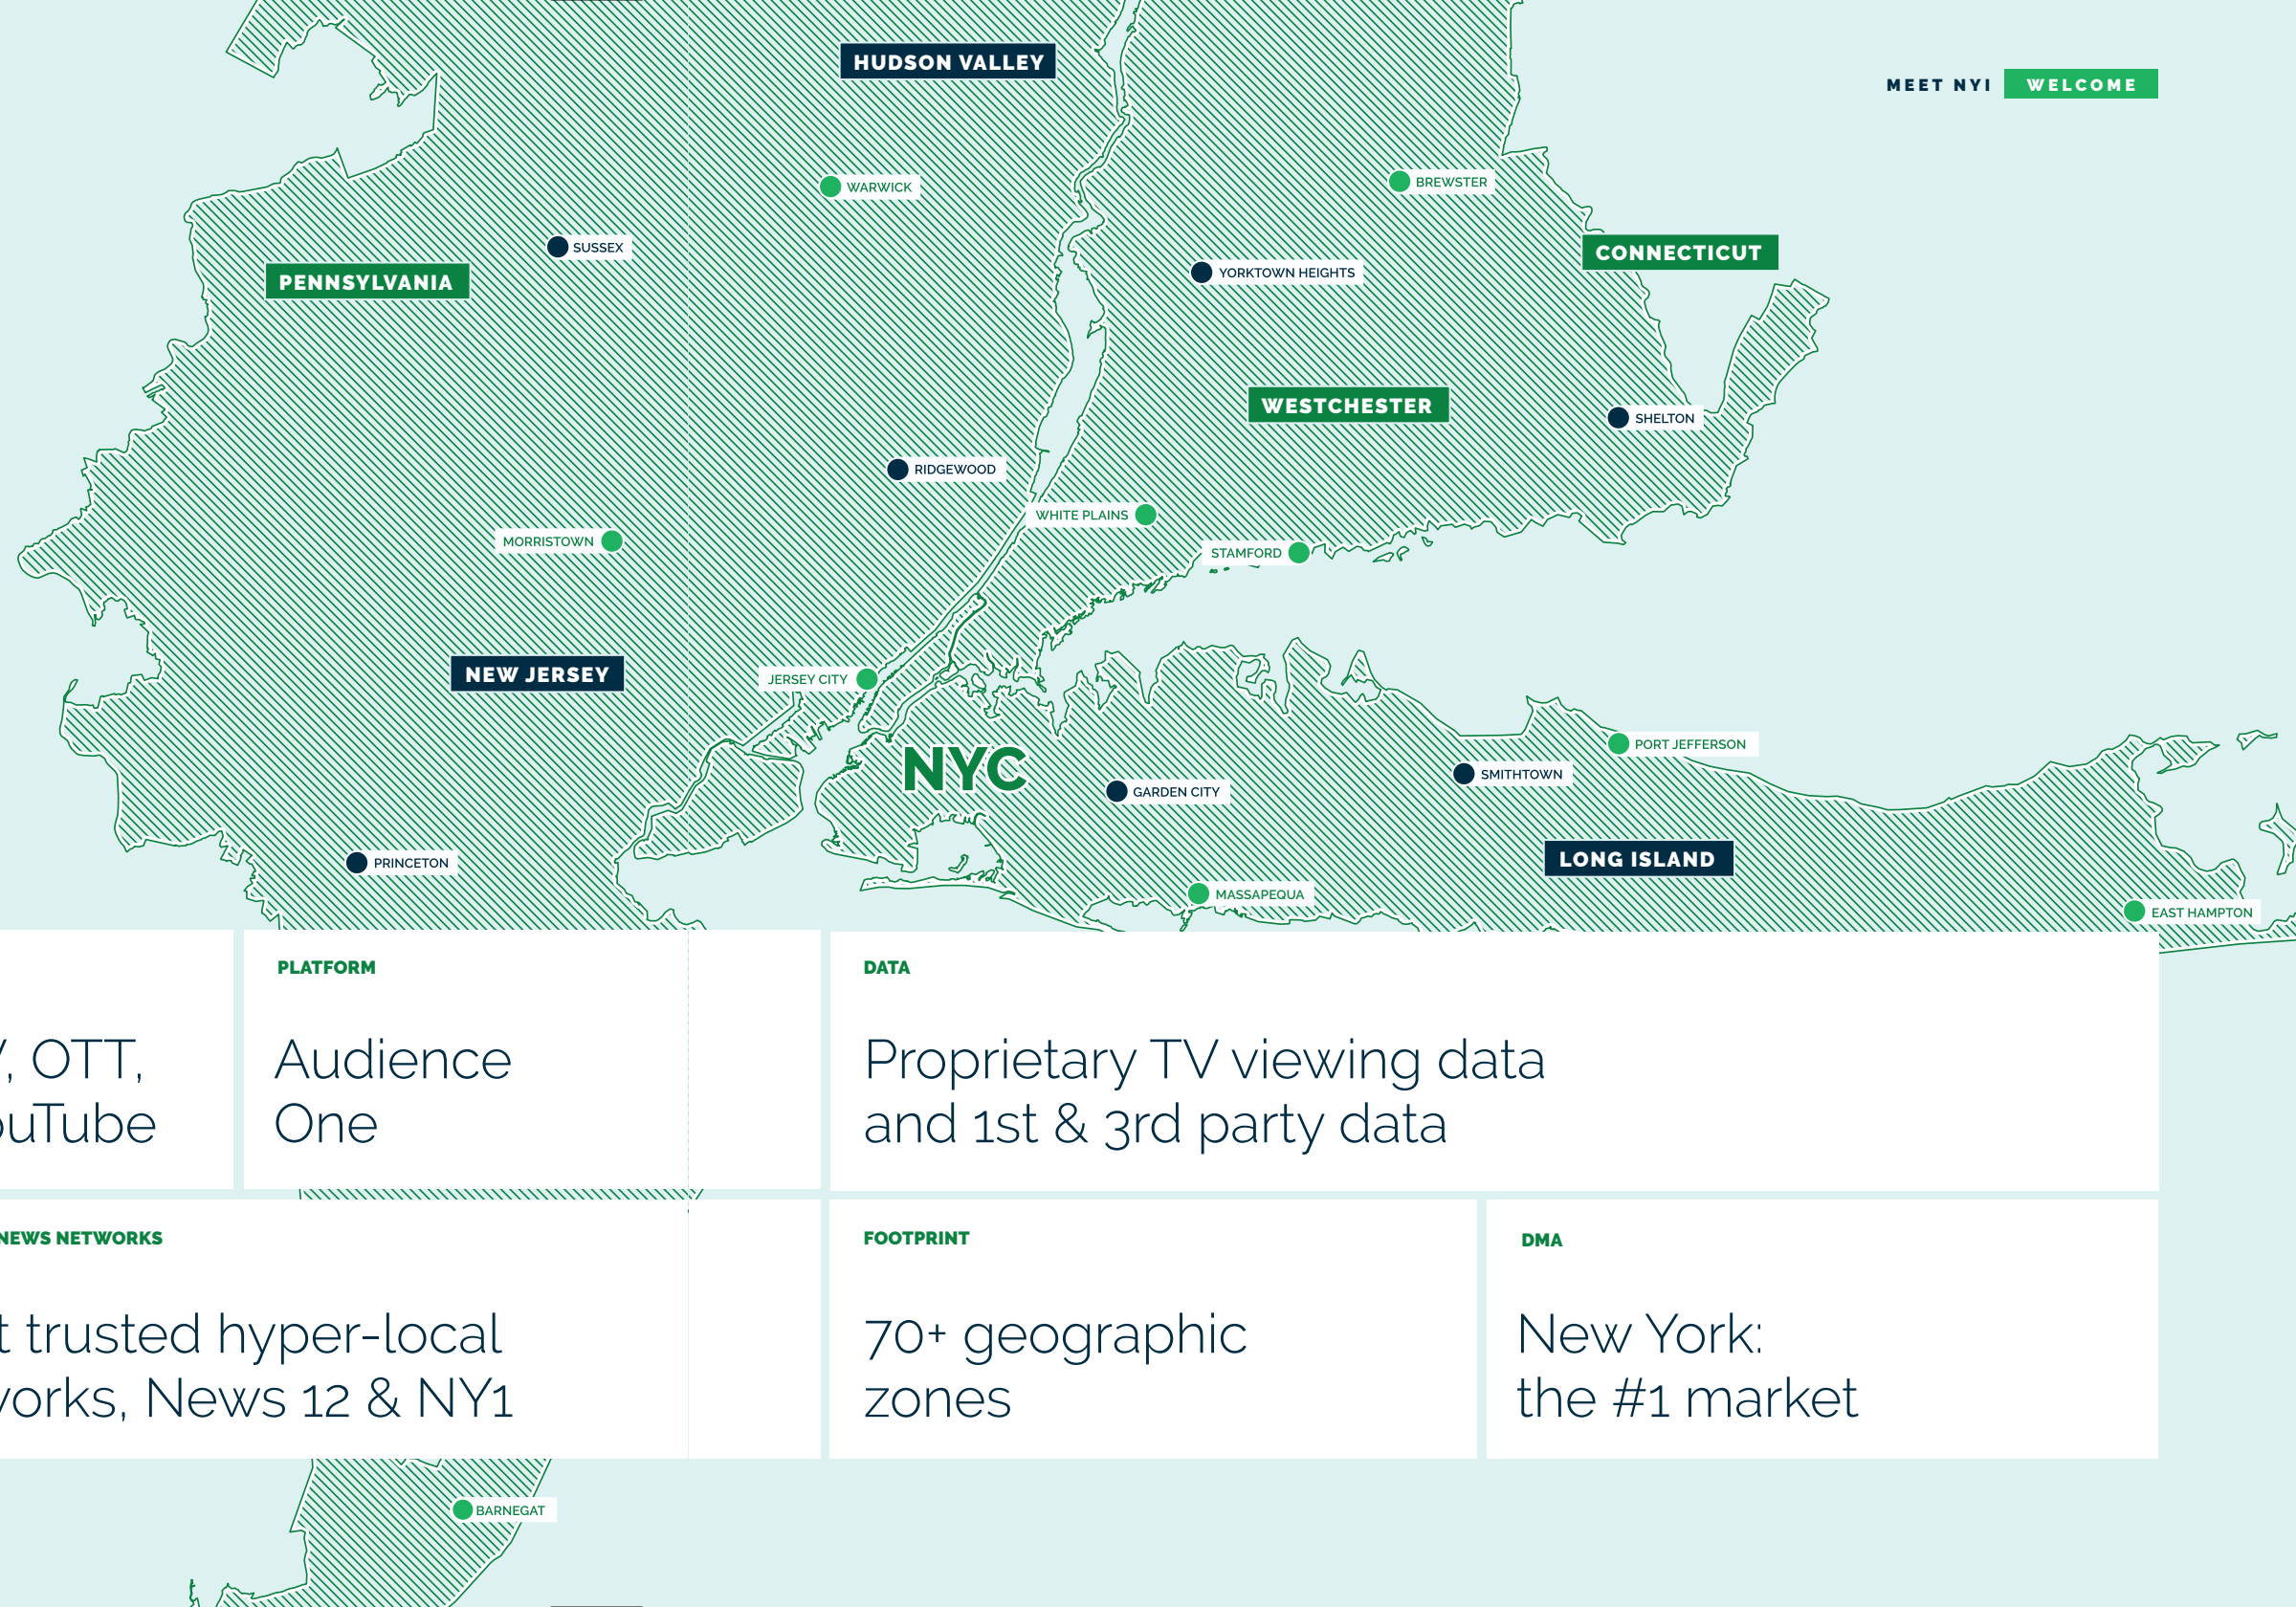 HUDSON VALLEY
MEET NYI WELCOME
WARWICK
BREWSTER
SUSSEX
CONNECTICUT
YORKTOWN HEIGHTS
PENNSYLVANIA
WESTCHESTER
SHELTON
RIDGEWOOD
WHITE PLAINS
MORRISTOWN
STAMFORD
NEW JERSEY
JERSEY CITY
PORT JEFFERSON
NYC
SMITHTOWN
GARDEN CITY
LONG ISLAND
PRINCETON
MASSAPEQUA
EAST HAMPTON
, OTT,
ouTube
PLATFORM
Audience
One
DATA
Proprietary TV viewing data
and 1st & 3rd party data
NEWS NETWORKS
t trusted hyper-local
orks, News 12 & NY1
FOOTPRINT
70+ geographic
zones
DMA
New York:
the #1 market
BARNEGAT